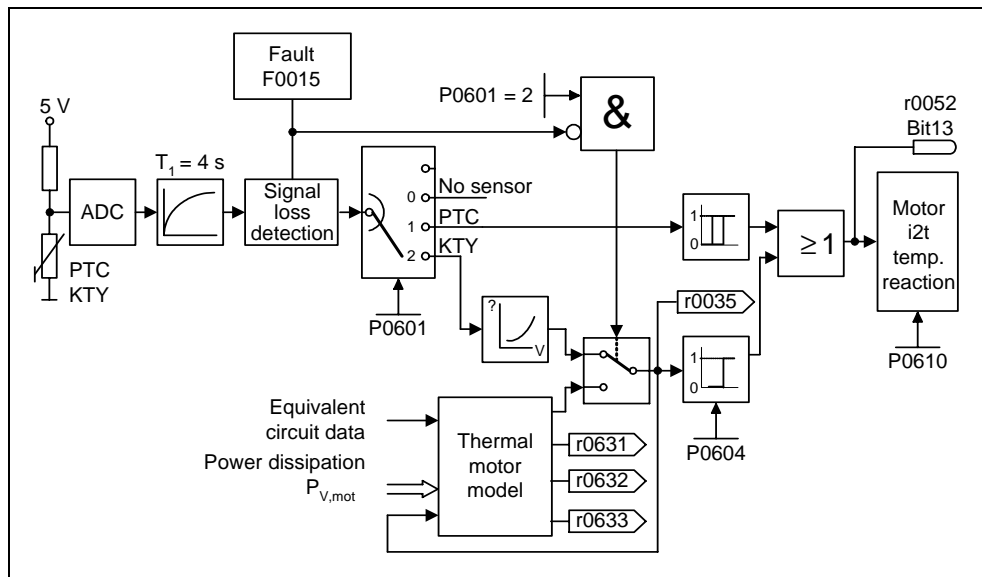 Fault
F0015
P0601 = 2
&
r0052
Bit13
5 V
T1 = 4 s
ADC
Signal
loss
detection
0
No sensor
1
PTC
2
KTY
1
0
≥1
Motor
i2t
temp.
reaction
PTC
KTY
P0601
?
V
r0035
1
0
P0610
Equivalent
circuit data
Power dissipation
PV,mot
Thermal
motor
model
r0631
r0632
r0633
P0604